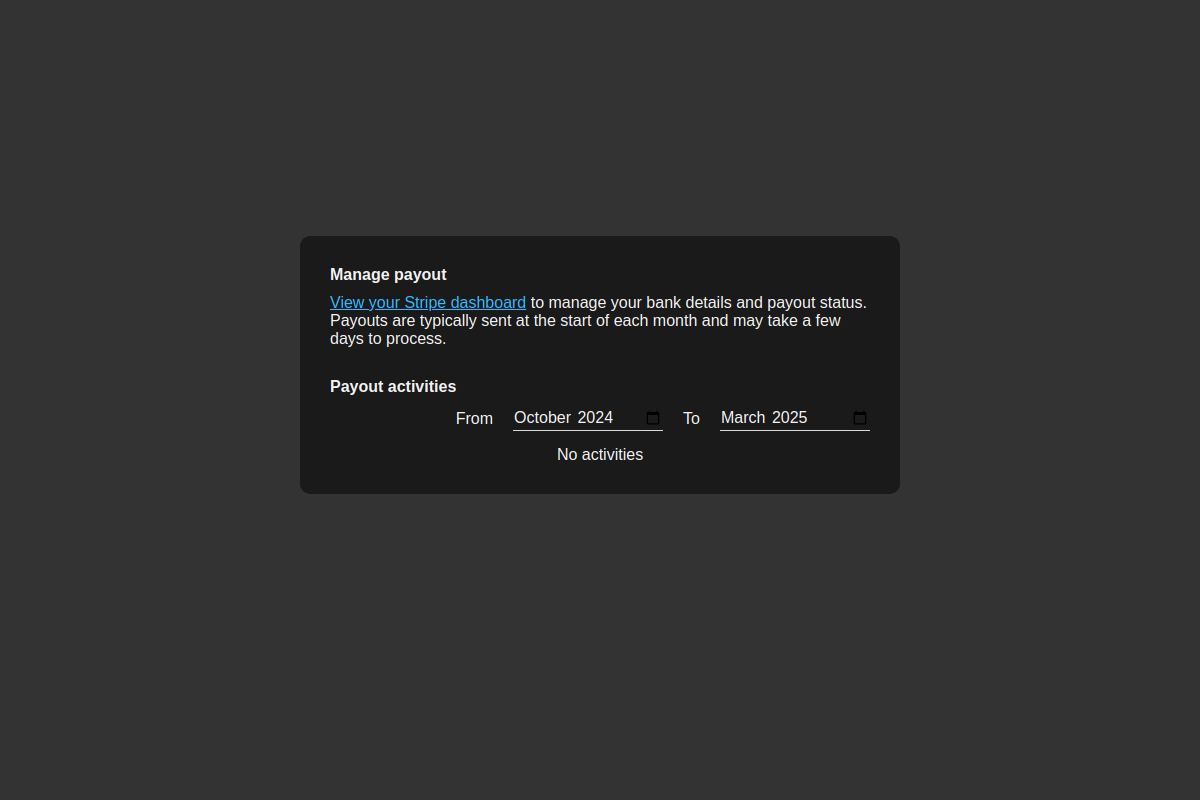 Manage payout
View your Stripe dashboard to manage your bank details and payout status.
Payouts are typically sent at the start of each month and may take a few
days to process.
Payout activities
From October 2024 To March 2025
No activities